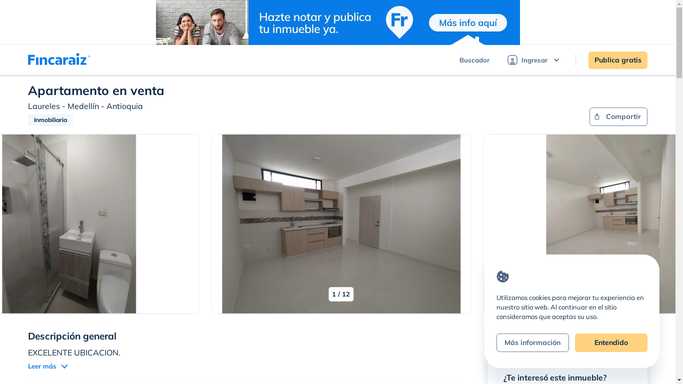 Hazte notar y publica
tu inmueble ya.
Fr
Más info aquí
Fincaraiz
Buscador
Ingresar
Publica gratis
Apartamento en venta
Laureles - Medellín - Antioquia
Inmobiliaria
Compartir
1 / 12
Utilizamos cookies para mejorar tu experiencia en
nuestro sitio web. Al continuar en el sitio
consideramos que aceptas su uso.
Más información
Entendido
Descripción general
EXCELENTE UBICACION.
Leer más
¿Te interesó este inmueble?